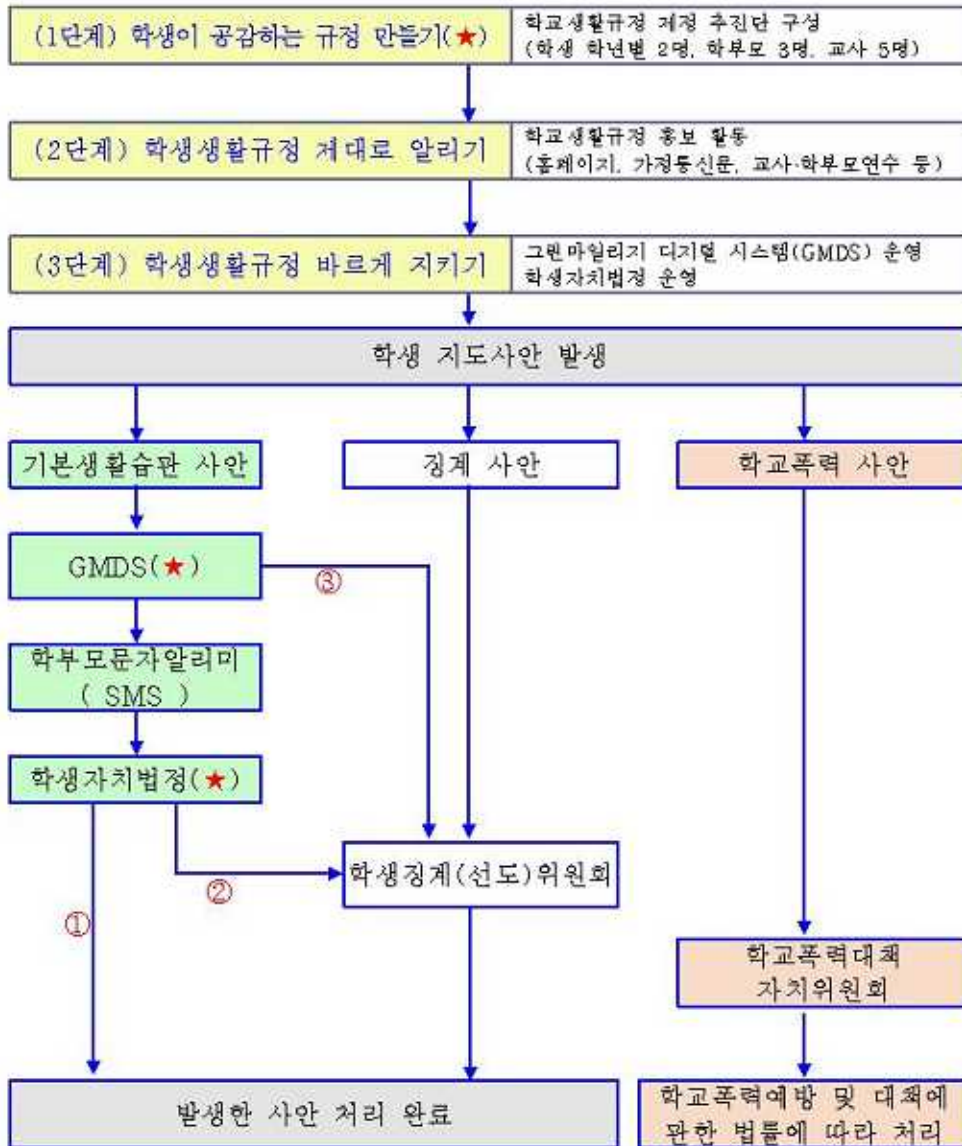 (1단계) 학생이 공감하는 규정 만들기(★)
학교생활규정 제정 추진단 구성
(학생 학년별 2명, 학부모 3명, 교사 5명)
(2단계) 학생생활규정 제대로 알리기
학교생활규정 홍보 활동
(홈페이지, 가정통신문, 교사·학부모연수 등)
(3단계) 학생생활규정 바르게 지키기
그린마일리지 디지털 시스템(GMDS) 운영
학생자치법정 운영
학생 지도사안 발생
기본생활습관 사안
징계 사안
학교폭력 사안
GMDS(★)
③
학부모문자알리미
( SMS )
학생자치법정(★)
①
②
학생징계(선도)위원회
학교폭력대책
자치위원회
발생한 사안 처리 완료
학교폭력예방 및 대책에
관한 법률에 따라 처리